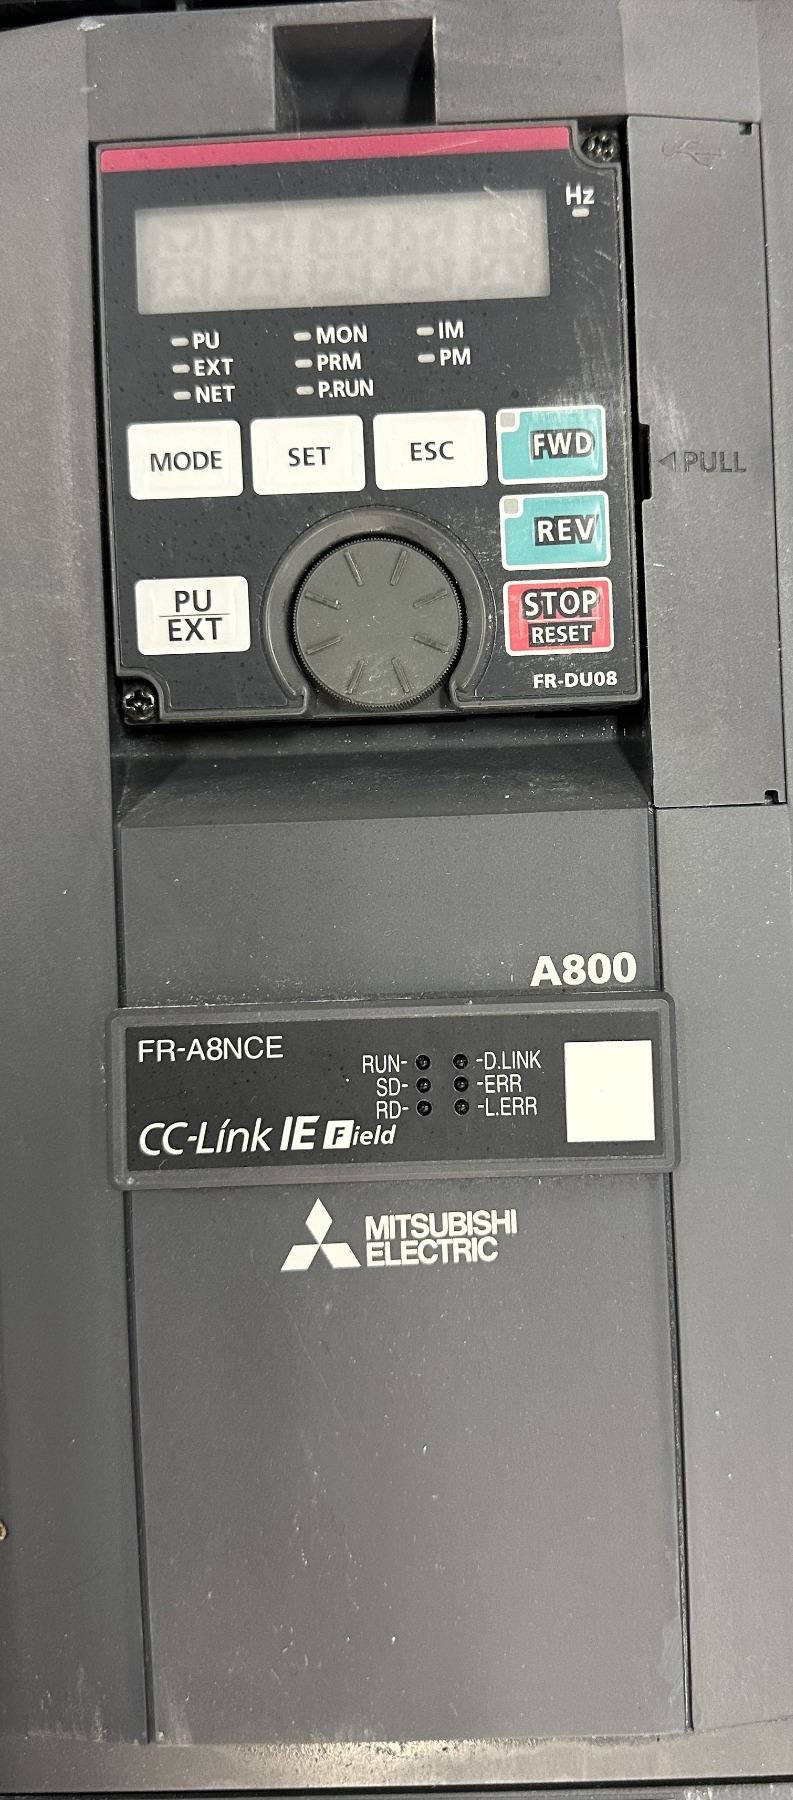 Hz
PU MON IM
EXT PRM PM
NET P.RUN
MODE SET ESC FWD
REV
PU
EXT
STOP
RESET
FR-DU08
PULL
A800
FR-A8NCE
RUN- -D.LINK
SD- -ERR
RD- -L.ERR
CC-Link IE Field
MITSUBISHI
ELECTRIC